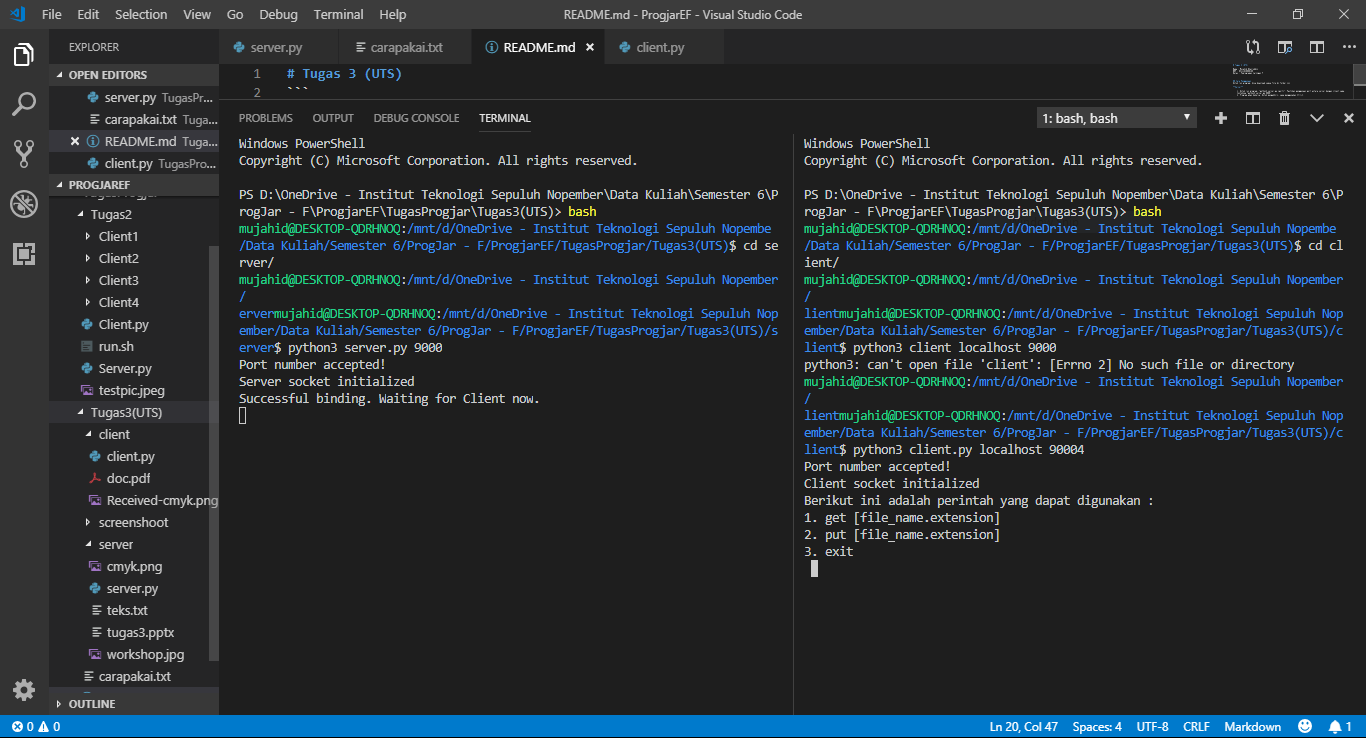 File Edit Selection View Go Debug Terminal Help README.md - ProgjarEF - Visual Studio Code
EXPLORER
OPEN EDITORS
server.py TugasPr...
carapakai.txt Tuga...
README.md Tuga...
client.py TugasPro...
PROGJAREF
Tugas2
Client1
Client2
Client3
Client4
Client.py
run.sh
Server.py
testpic.jpeg
Tugas3(UTS)
client
client.py
doc.pdf
Received-cmyk.png
screenshoot
server
cmyk.png
server.py
teks.txt
tugas3.pptx
workshop.jpg
carapakai.txt
OUTLINE
server.py carapakai.txt README.md client.py
1 # Tugas 3 (UTS)
2 ```
PROBLEMS OUTPUT DEBUG CONSOLE TERMINAL 1: bash, bash
Windows PowerShell
Copyright (C) Microsoft Corporation. All rights reserved.
PS D:\OneDrive - Institut Teknologi Sepuluh Nopember\Data Kuliah\Semester 6\P
rogJar - F\ProgjarEF\TugasProgjar\Tugas3(UTS)> bash
mujahid@DESKTOP-QDRHNOQ:/mnt/d/OneDrive - Institut Teknologi Sepuluh Nopembe
/Data Kuliah/Semester 6/ProgJar - F/ProgjarEF/TugasProgjar/Tugas3(UTS)$ cd se
rver/
mujahid@DESKTOP-QDRHNOQ:/mnt/d/OneDrive - Institut Teknologi Sepuluh Nopember
/
ervermujahid@DESKTOP-QDRHNOQ:/mnt/d/OneDrive - Institut Teknologi Sepuluh Nop
ember/Data Kuliah/Semester 6/ProgJar - F/ProgjarEF/TugasProgjar/Tugas3(UTS)/s
erver$ python3 server.py 9000
Port number accepted!
Server socket initialized
Successful binding. Waiting for Client now.
Windows PowerShell
Copyright (C) Microsoft Corporation. All rights reserved.
PS D:\OneDrive - Institut Teknologi Sepuluh Nopember\Data Kuliah\Semester 6\P
rogJar - F\ProgjarEF\TugasProgjar\Tugas3(UTS)> bash
mujahid@DESKTOP-QDRHNOQ:/mnt/d/OneDrive - Institut Teknologi Sepuluh Nopembe
/Data Kuliah/Semester 6/ProgJar - F/ProgjarEF/TugasProgjar/Tugas3(UTS)$ cd cl
ient/
mujahid@DESKTOP-QDRHNOQ:/mnt/d/OneDrive - Institut Teknologi Sepuluh Nopember
/
lientmujahid@DESKTOP-QDRHNOQ:/mnt/d/OneDrive - Institut Teknologi Sepuluh Nop
ember/Data Kuliah/Semester 6/ProgJar - F/ProgjarEF/TugasProgjar/Tugas3(UTS)/c
lient$ python3 client localhost 9000
python3: can't open file 'client': [Errno 2] No such file or directory
mujahid@DESKTOP-QDRHNOQ:/mnt/d/OneDrive - Institut Teknologi Sepuluh Nopember
/
lientmujahid@DESKTOP-QDRHNOQ:/mnt/d/OneDrive - Institut Teknologi Sepuluh Nop
ember/Data Kuliah/Semester 6/ProgJar - F/ProgjarEF/TugasProgjar/Tugas3(UTS)/c
lient$ python3 client.py localhost 90004
Port number accepted!
Client socket initialized
Berikut ini adalah perintah yang dapat digunakan :
1. get [file_name.extension]
2. put [file_name.extension]
3. exit
0 0 Ln 20, Col 47 Spaces: 4 UTF-8 CRLF Markdown 1